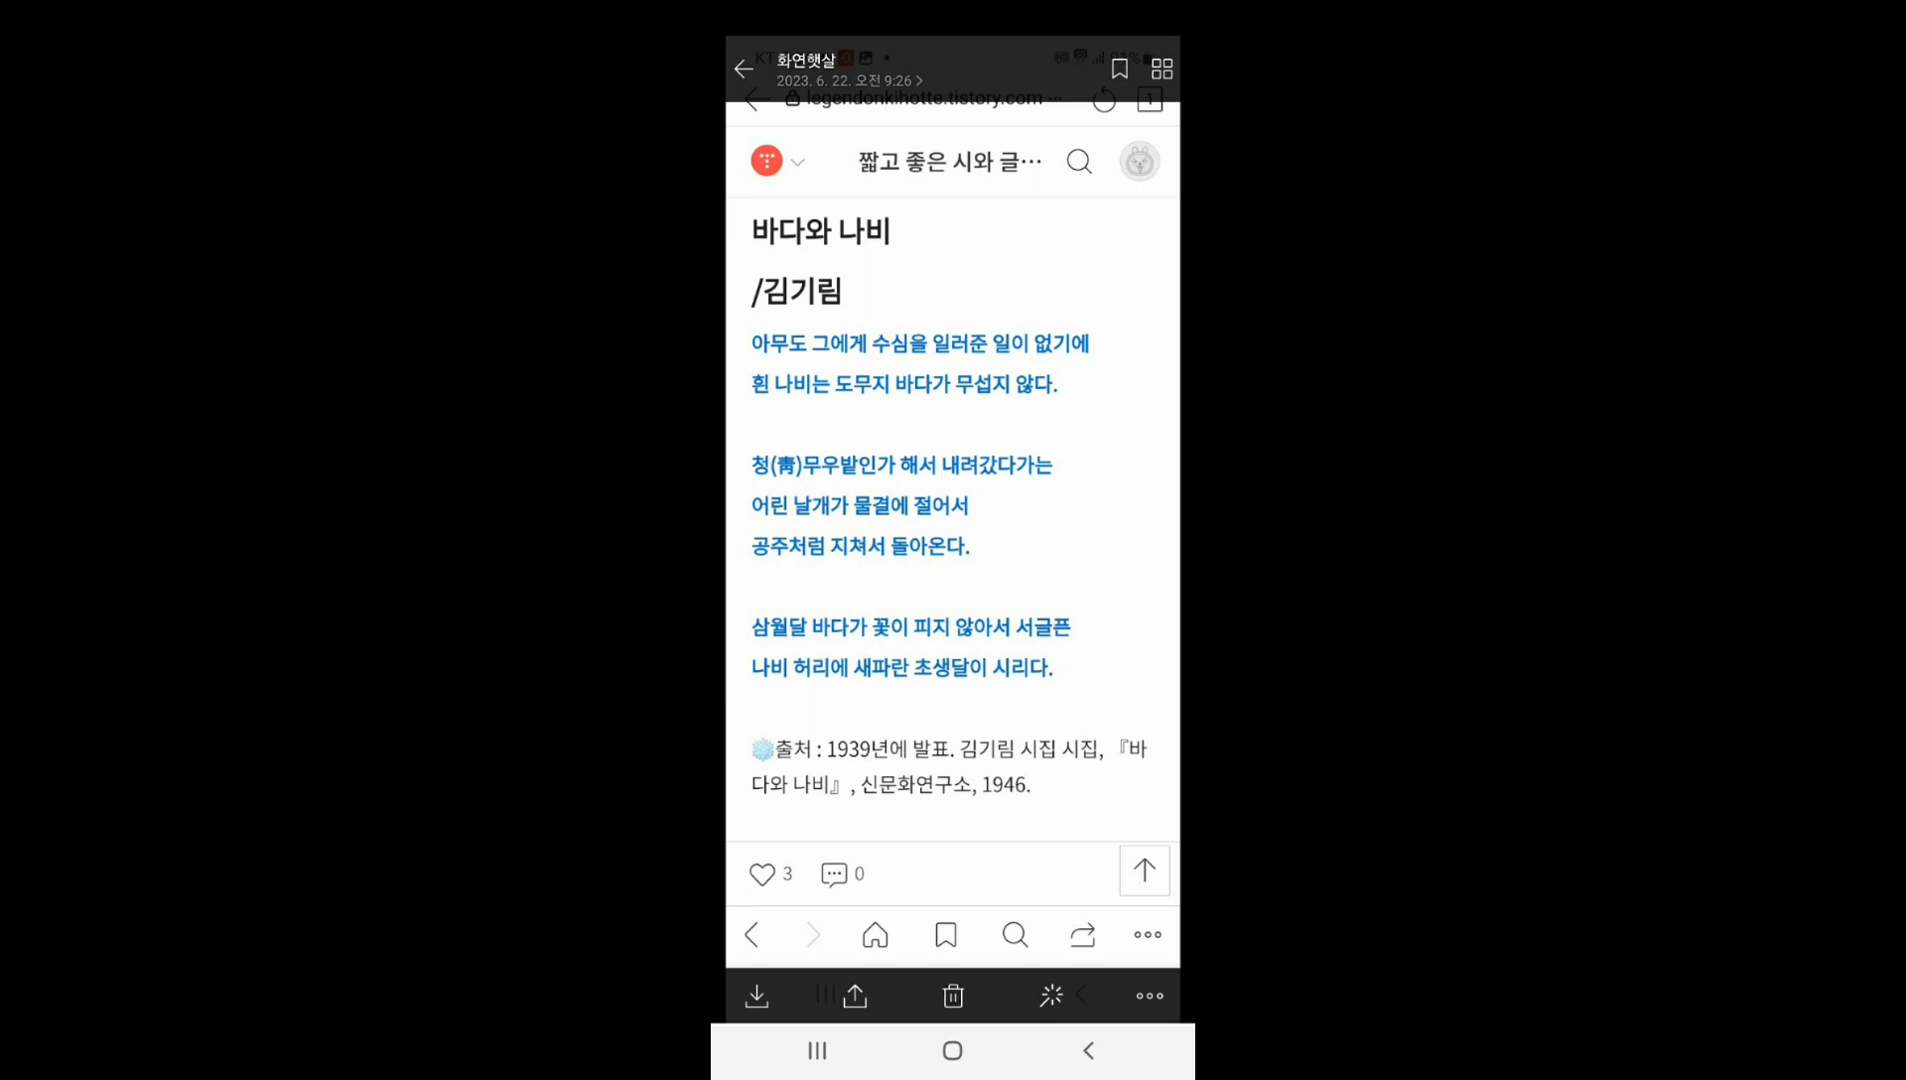 화연햇살
2023. 6. 22. 오전 9:26 >
legendonkihotte.tistory.com ···
1
짧고 좋은 시와 글···
바다와 나비
/김기림
아무도 그에게 수심을 일러준 일이 없기에
흰 나비는 도무지 바다가 무섭지 않다.
청(靑)무우밭인가 해서 내려갔다가는
어린 날개가 물결에 절어서
공주처럼 지쳐서 돌아온다.
삼월달 바다가 꽃이 피지 않아서 서글픈
나비 허리에 새파란 초생달이 시리다.
출처 : 1939년에 발표. 김기림 시집 시집, 『바
다와 나비』, 신문화연구소, 1946.
3
0